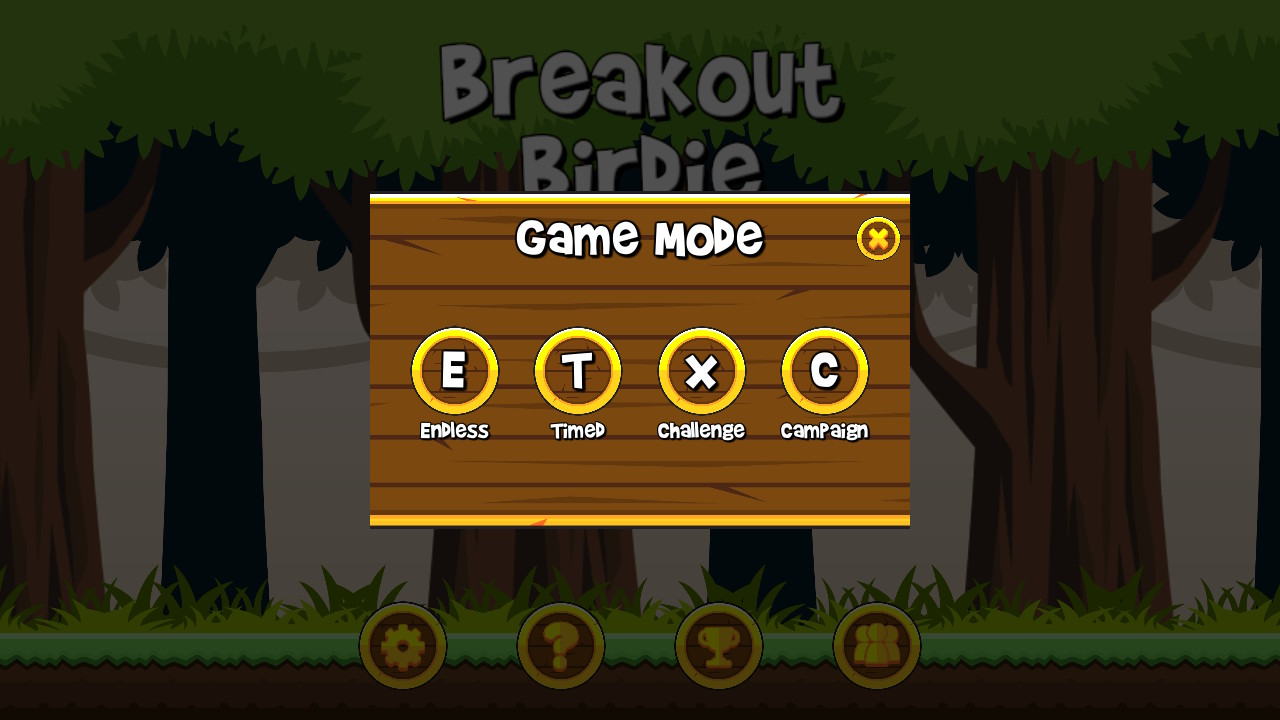 Breakout
Birdie
Game Mode
E
T
X
C
Endless
Timed
Challenge
Campaign
?